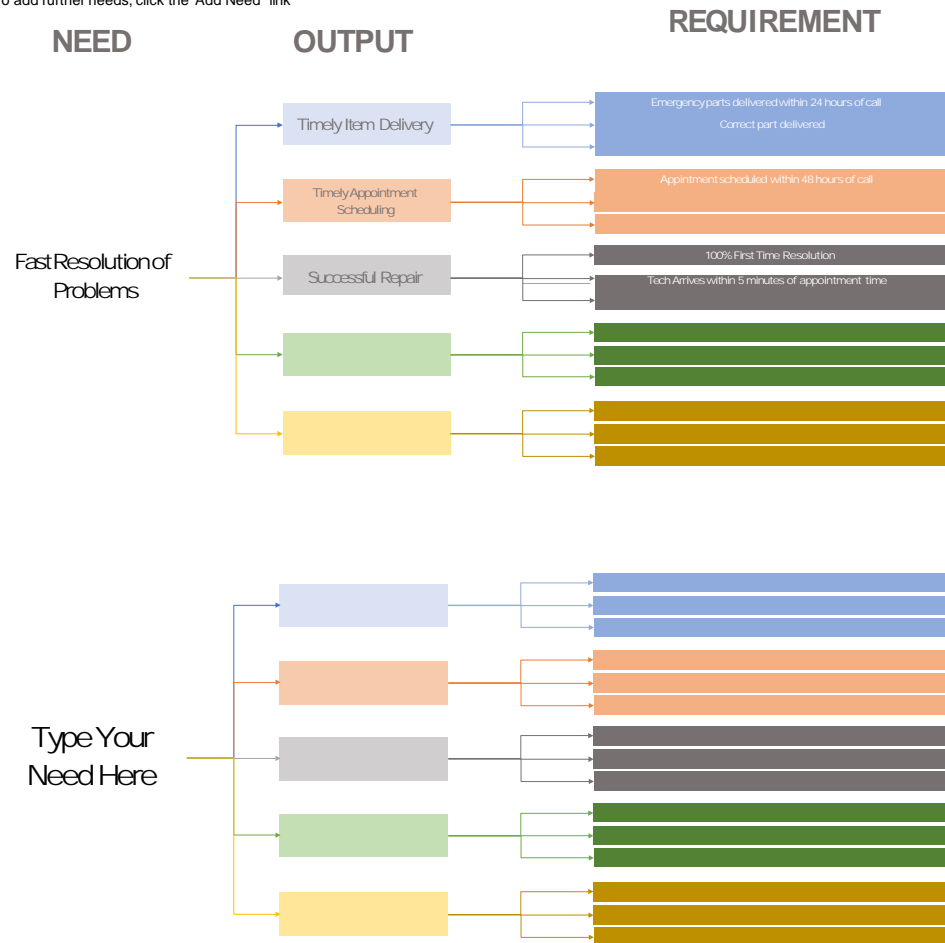 o add further needs, click the 'Add Need' link
NEED
OUTPUT
REQUIREMENT
Timely Item Delivery
Emergency parts delivered within 24 hours of call
Correct part delivered
Timely Appointment
Scheduling
Appintment scheduled within 48 hours of call
Fast Resolution of
Problems
Successful Repair
100% First Time Resolution
Tech Arrives within 5 minutes of appointment time
Type Your
Need Here